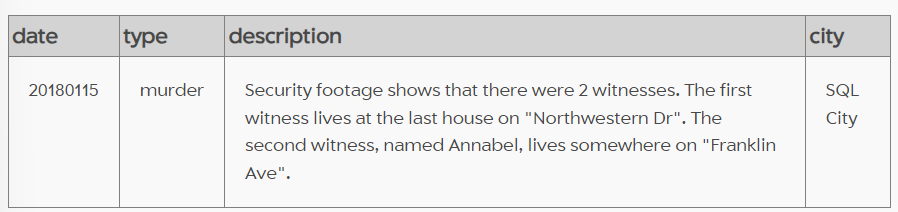 date type description city
20180115 murder Security footage shows that there were 2 witnesses. The first SQL
witness lives at the last house on "Northwestern Dr". The City
second witness, named Annabel, lives somewhere on "Franklin
Ave".